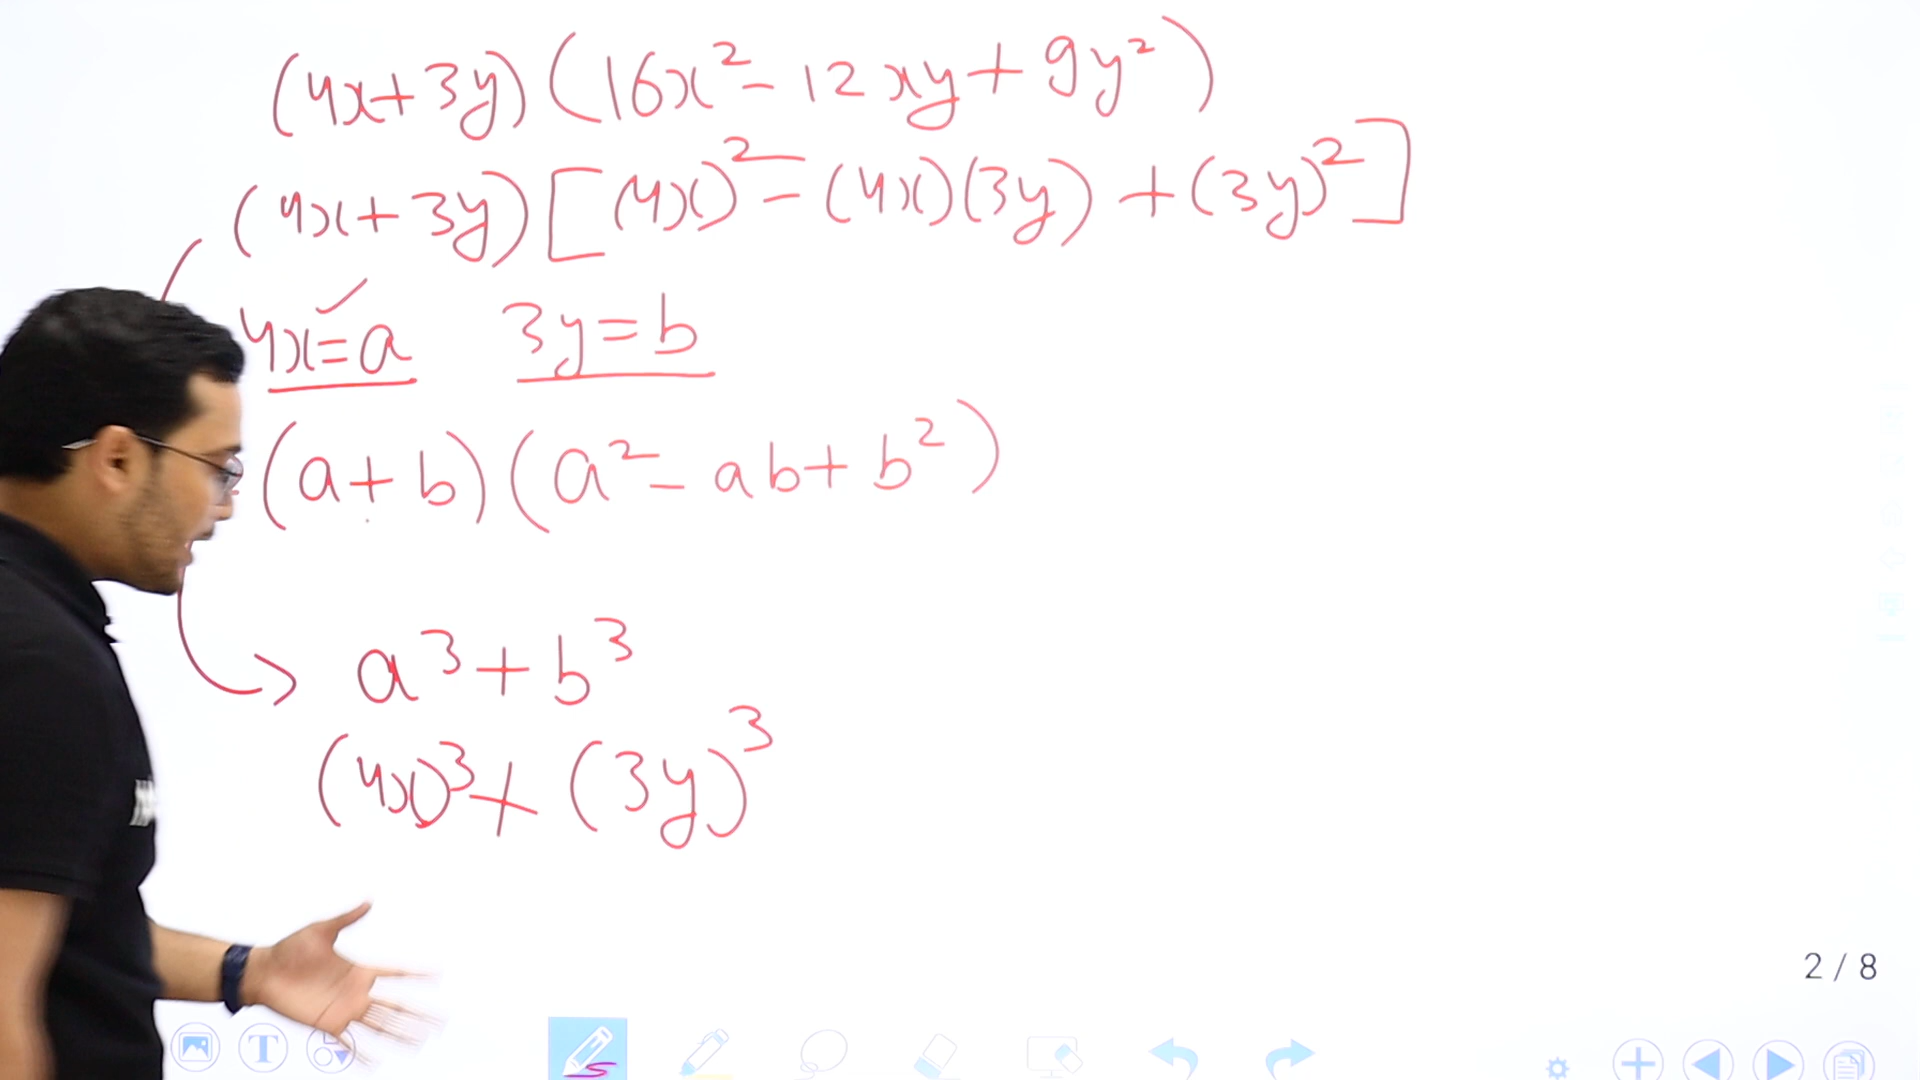 (4x+3y)(16x²-12xy+9y²)
(4x+3y)[(4x)²-(4x)(3y)+(3y)²]
4x=a 3y=b
(a+b)(a²-ab+b²)
a³+b³
(4x)³+(3y)³
2 / 8
T